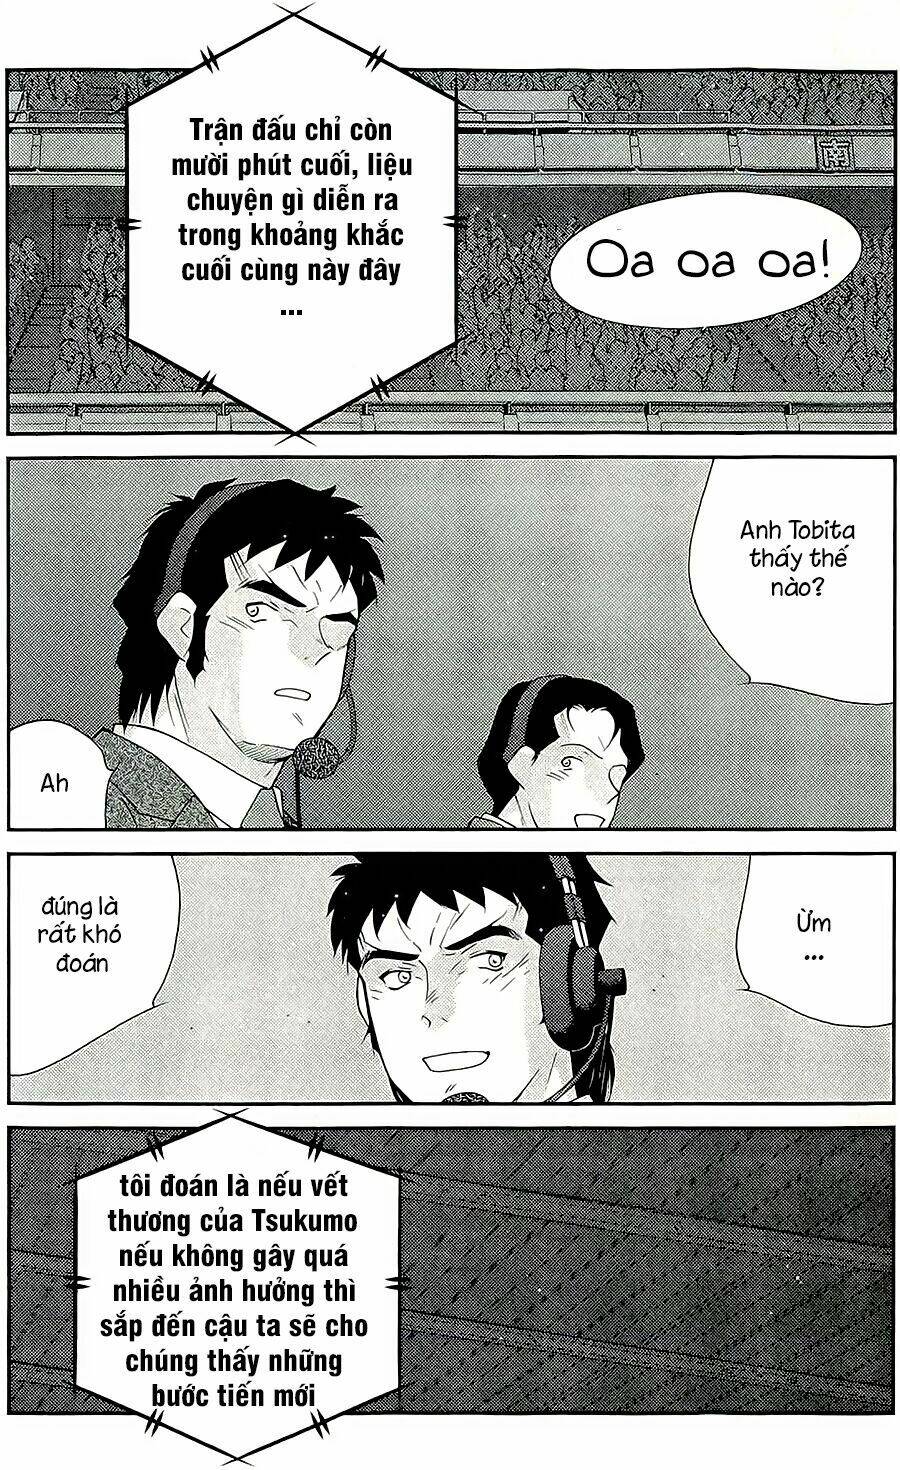 Trận đấu chỉ còn
mười phút cuối, liệu
chuyện gì diễn ra
trong khoảng khắc
cuối cùng này đây
...
南
Oa oa oa!
Anh Tobita
thấy thế
nào?
Ah
Ừm
...
đúng là
rất khó
đoán
tôi đoán là nếu vết
thương của Tsukumo
nếu không gây quá
nhiều ảnh hưởng thì
sắp đến cậu ta sẽ cho
chúng thấy những
bước tiến mới